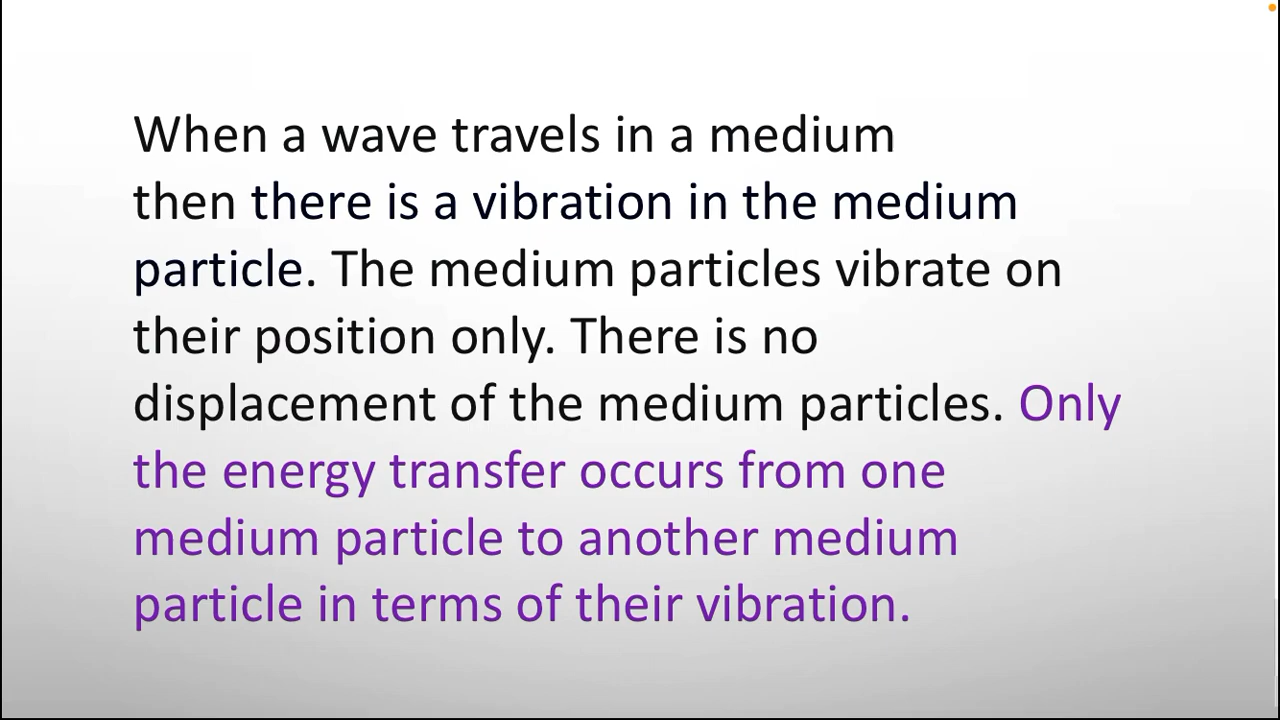 When a wave travels in a medium
then there is a vibration in the medium
particle. The medium particles vibrate on
their position only. There is no
displacement of the medium particles. Only
the energy transfer occurs from one
medium particle to another medium
particle in terms of their vibration.